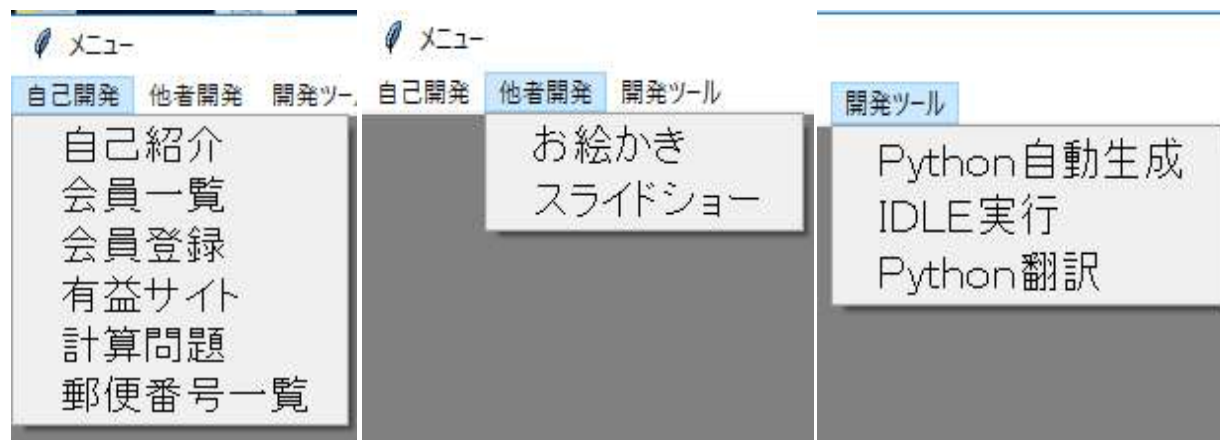 メニュー
自己開発 他者開発 開発ツー
自己紹介
会員一覧
会員登録
有益サイト
計算問題
郵便番号一覧
メニュー
自己開発 他者開発 開発ツール
お絵かき
スライドショー
開発ツール
Python自動生成
IDLE実行
Python翻訳